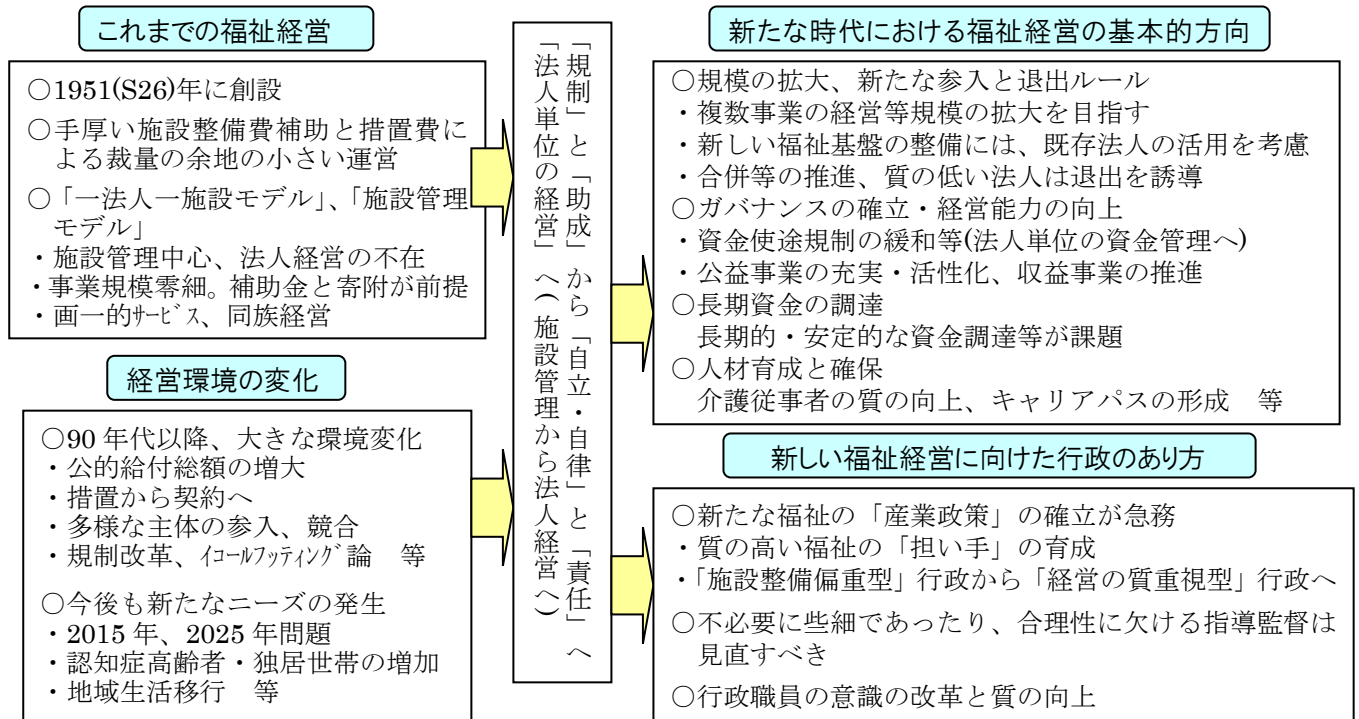 これまでの福祉経営
○1951(S26)年に創設
○手厚い施設整備費補助と措置費に
よる裁量の余地の小さい運営
○「一法人一施設モデル」、「施設管理
モデル」
・施設管理中心、法人経営の不在
・事業規模零細。補助金と寄附が前提
・画一的ｻｰﾋﾞｽ、同族経営
経営環境の変化
○90 年代以降、大きな環境変化
・公的給付総額の増大
・措置から契約へ
・多様な主体の参入、競合
・規制改革、ｲｺｰﾙﾌｯﾃｨﾝｸﾞ論　等
○今後も新たなニーズの発生
・2015 年、2025 年問題
・認知症高齢者・独居世帯の増加
・地域生活移行　等
「規制」と「助成」から「自立・自律」と「責任」へ
「法人単位の経営」へ(施設管理から法人経営へ)
新たな時代における福祉経営の基本的方向
○規模の拡大、新たな参入と退出ルール
・複数事業の経営等規模の拡大を目指す
・新しい福祉基盤の整備には、既存法人の活用を考慮
・合併等の推進、質の低い法人は退出を誘導
○ガバナンスの確立・経営能力の向上
・資金使途規制の緩和等(法人単位の資金管理へ)
・公益事業の充実・活性化、収益事業の推進
○長期資金の調達
長期的・安定的な資金調達等が課題
○人材育成と確保
介護従事者の質の向上、キャリアパスの形成　等
新しい福祉経営に向けた行政のあり方
○新たな福祉の「産業政策」の確立が急務
・質の高い福祉の「担い手」の育成
・「施設整備偏重型」行政から「経営の質重視型」行政へ
○不必要に些細であったり、合理性に欠ける指導監督は
見直すべき
○行政職員の意識の改革と質の向上